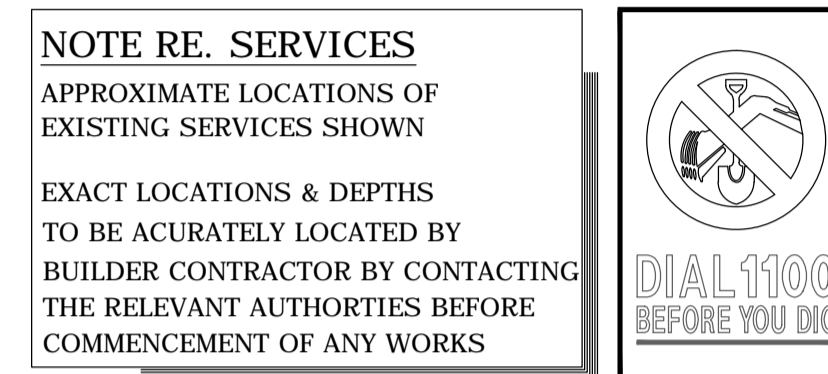 NOTE RE. SERVICES
APPROXIMATE LOCATIONS OF
EXISTING SERVICES SHOWN
EXACT LOCATIONS & DEPTHS
TO BE ACURATELY LOCATED BY
BUILDER CONTRACTOR BY CONTACTING
THE RELEVANT AUTHORTIES BEFORE
COMMENCEMENT OF ANY WORKS
DIAL 1100
BEFORE YOU DIG